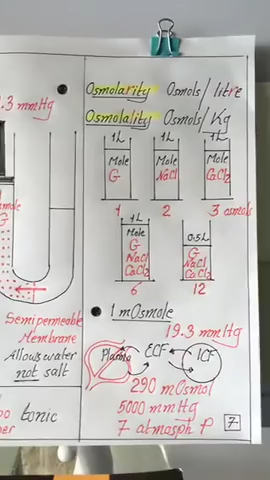 .3 mmHg
Osmolarity Osmols/litre
Osmolality Osmols/Kg
1L 1L 1L
Mole Mole Mole
G NaCl CaCl2
1 2 3 osmols
1L 0.5L
Mole
G G
NaCl NaCl
CaCl2 CaCl2
6 12
mole
G
1 mOsmole
19.3 mmHg
Semipermeable
Membrane
Allows water
not salt
Plasma ECF ICF
290 mOsmol
5000 mmHg
7 atmosph P
tonic
7